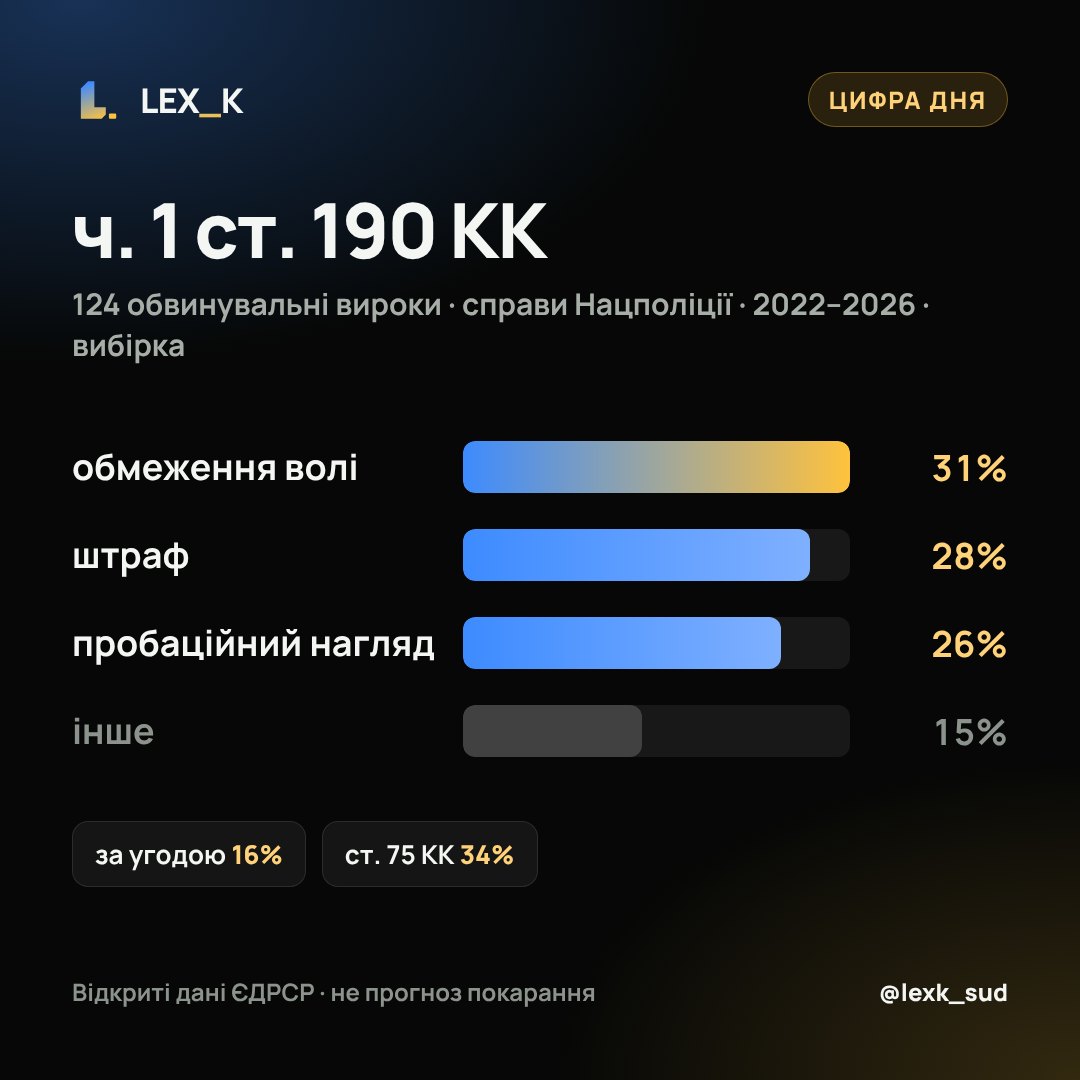 LEX_K
ЦИФРА ДНЯ
ч. 1 ст. 190 КК
124 обвинувальні вироки · справи Нацполіції · 2022–2026 ·
вибірка
обмеження волі 31%
штраф 28%
пробаційний нагляд 26%
інше 15%
за угодою 16%
ст. 75 КК 34%
Відкриті дані ЄДРСР · не прогноз покарання
@lexk_sud